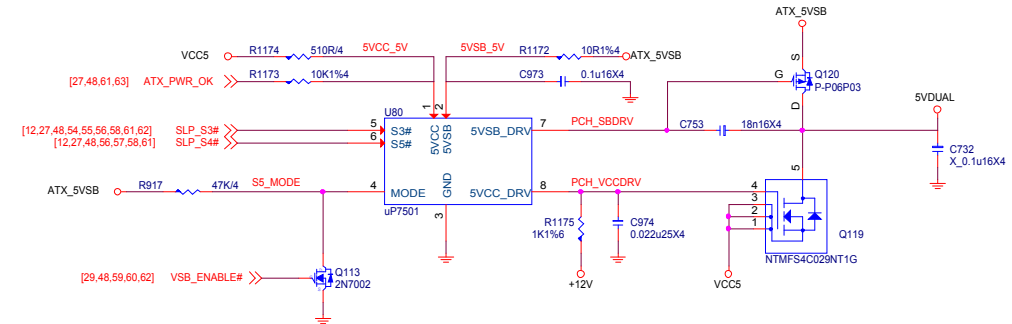 ATX_5VSB
VCC5 R1174 510R/4 5VCC_5V 5VSB_5V R1172 10R1%4 ATX_5VSB
[27,48,61,63] ATX_PWR_OK R1173 10K1%4 C973 0.1u16X4
S
G Q120
P-P06P03
D
5VDUAL
1 2
U80
[12,27,48,54,55,56,58,61,62] SLP_S3# 5 S3# 5VCC 5VSB 5VSB_DRV 7 PCH_SBDRV C753 18n16X4
[12,27,48,56,57,58,61] SLP_S4# 6 S5#
C732
X_0.1u16X4
5
ATX_5VSB R917 47K/4 S5_MODE 4 MODE GND 5VCC_DRV 8 PCH_VCCDRV 4
uP7501
3
3
2
1
R1175
1K1%6
C974
0.022u25X4
Q119
NTMFS4C029NT1G
[29,48,59,60,62] VSB_ENABLE# Q113
2N7002
+12V
VCC5